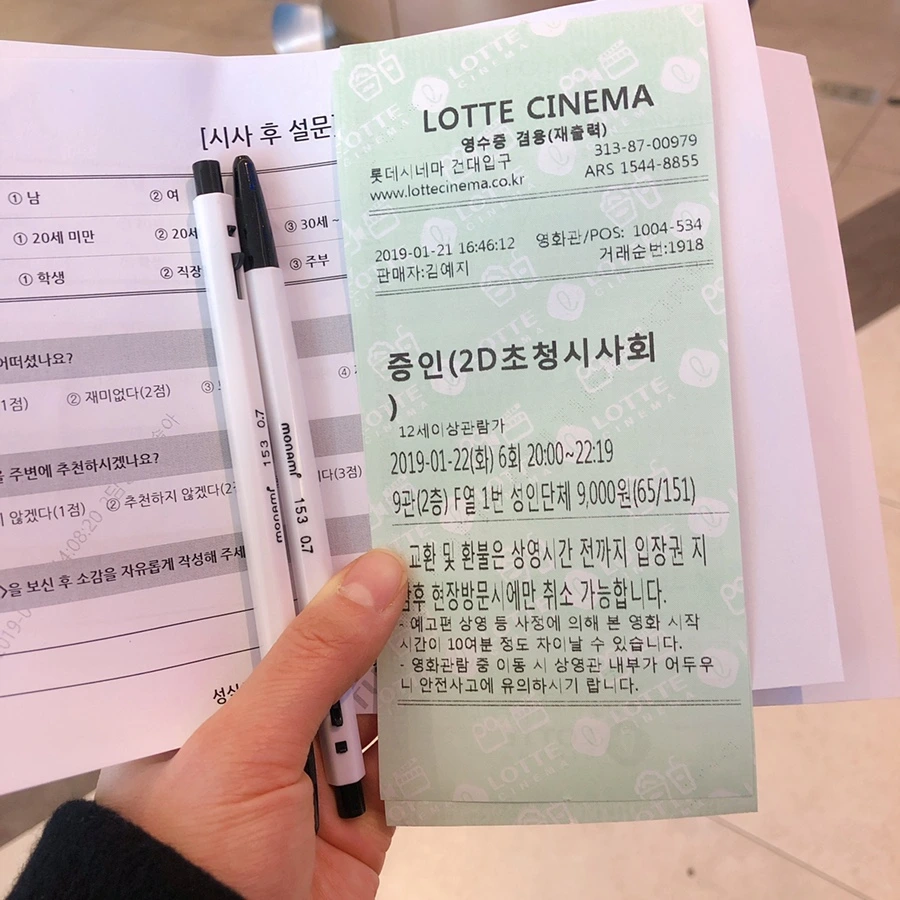 [시사 후 설문
① 남 ② 여
① 20세 미만 ② 20세 ③ 30세 ~
① 학생 ② 직장 ③ 주부
어떠셨나요?
1점) ② 재미없다(2점) ③
주변에 추천하시겠나요?
않겠다(1점) ② 추천하지 않겠다(2 다(3점)
을 보신 후 소감을 자유롭게 작성해 주세
monami 153 0.7
monami 153 0.7
LOTTE CINEMA
영수증 겸용(재출력)
롯데시네마 건대입구 313-87-00979
www.lottecinema.co.kr ARS 1544-8855
2019-01-21 16:46:12 영화관/POS: 1004-534
판매자:김예지 거래순번:1918
증인(2D초청시사회
)
12세이상관람가
2019-01-22(화) 6회 20:00~22:19
9관(2층) F열 1번 성인단체 9,000원(65/151)
교환 및 환불은 상영시간 전까지 입장권 지
참후 현장방문시에만 취소 가능합니다.
- 예고편 상영 등 사정에 의해 본 영화 시작
시간이 10여분 정도 차이날 수 있습니다.
- 영화관람 중 이동 시 상영관 내부가 어두우
니 안전사고에 유의하시기 랍니다.